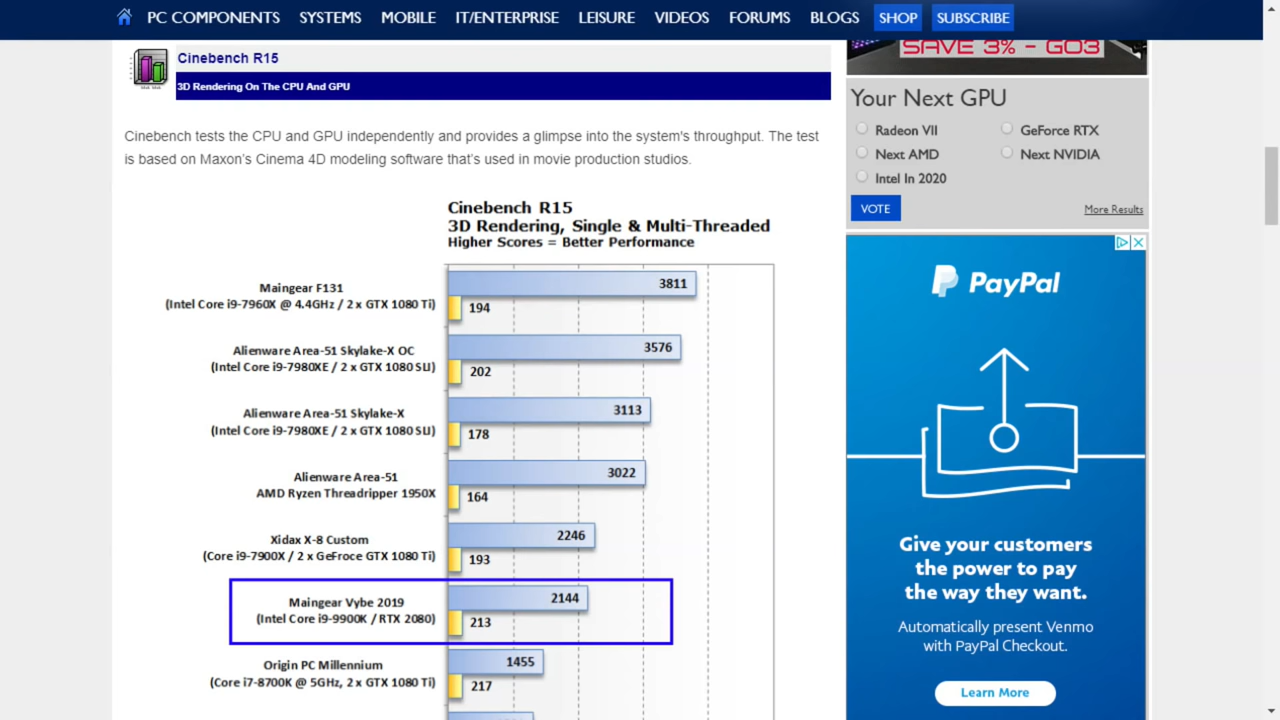 PC COMPONENTS SYSTEMS MOBILE IT/ENTERPRISE LEISURE VIDEOS FORUMS BLOGS SHOP SUBSCRIBE
Cinebench R15
3D Rendering On The CPU And GPU
Cinebench tests the CPU and GPU independently and provides a glimpse into the system's throughput. The test
is based on Maxon's Cinema 4D modeling software that's used in movie production studios.
Cinebench R15
3D Rendering, Single & Multi-Threaded
Higher Scores = Better Performance
Maingear F131
(Intel Core i9-7960X @ 4.4GHz / 2 x GTX 1080 Ti)
3811
194
Alienware Area-51 Skylake-X OC
(Intel Core i9-7980XE / 2 x GTX 1080 SLI)
3576
202
Alienware Area-51 Skylake-X
(Intel Core i9-7980XE / 2 x GTX 1080 SLI)
3113
178
Alienware Area-51
AMD Ryzen Threadripper 1950X
3022
164
Xidax X-8 Custom
(Core i9-7900X / 2 x GeFroce GTX 1080 Ti)
2246
193
Maingear Vybe 2019
(Intel Core i9-9900K / RTX 2080)
2144
213
Origin PC Millennium
(Core i7-8700K @ 5GHz, 2 x GTX 1080 Ti)
1455
217
SAVE 3% - GO3
Your Next GPU
Radeon VII
GeForce RTX
Next AMD
Next NVIDIA
Intel In 2020
VOTE
More Results
PayPal
Give your customers
the power to pay
the way they want.
Automatically present Venmo
with PayPal Checkout.
Learn More